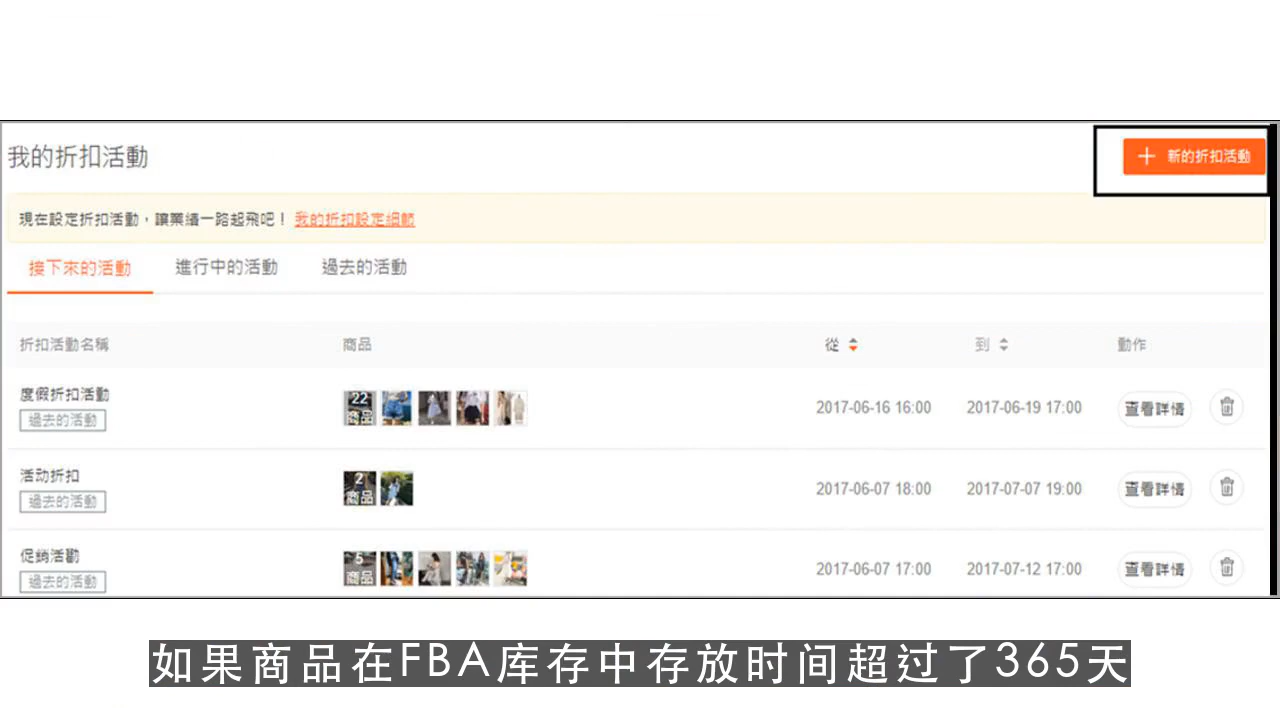 我的折扣活動
新的折扣活動
現在設定折扣活動，讓業績一路起飛吧！ 我的折扣設定細節
接下來的活動 進行中的活動 過去的活動
折扣活動名稱 商品 從 到 動作
度假折扣活動
過去的活動
22
商品
2017-06-16 16:00 2017-06-19 17:00 查看詳情
活动折扣
過去的活動
2
商品
2017-06-07 18:00 2017-07-07 19:00 查看詳情
促銷活動
過去的活動
5
商品
2017-06-07 17:00 2017-07-12 17:00 查看詳情
如果商品在FBA库存中存放时间超过了365天